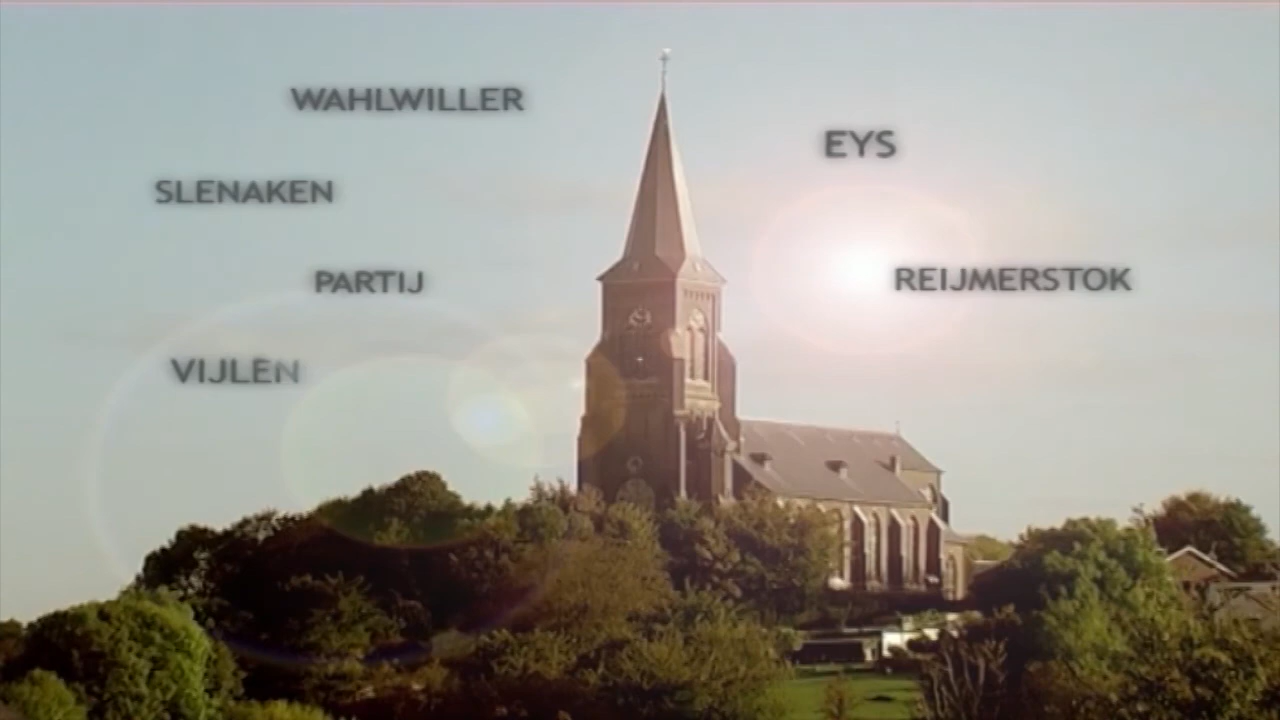 WAHLWILLER
EYS
SLENAKEN
PARTIJ
REIJMERSTOK
VIJLEN